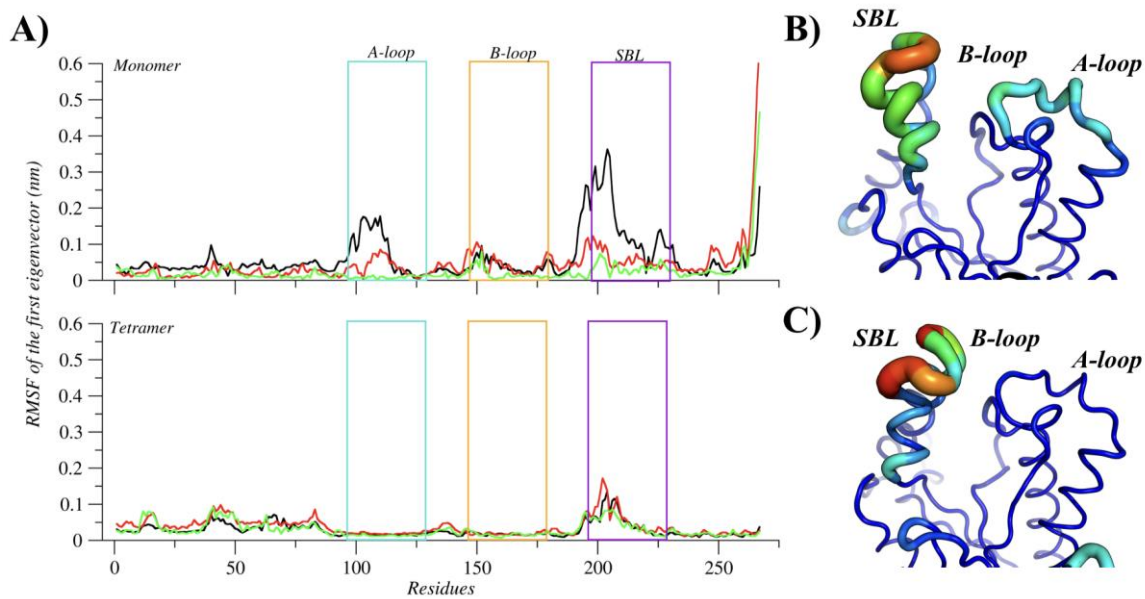 A)
RMSF of the first eigenvector (nm)
Monomer
A-loop
B-loop
SBL
0.6
0.5
0.4
0.3
0.2
0.1
0
Tetramer
0.6
0.5
0.4
0.3
0.2
0.1
0
0 50 100 150 200 250
Residues
B)
SBL
B-loop
A-loop
C)
SBL
B-loop
A-loop